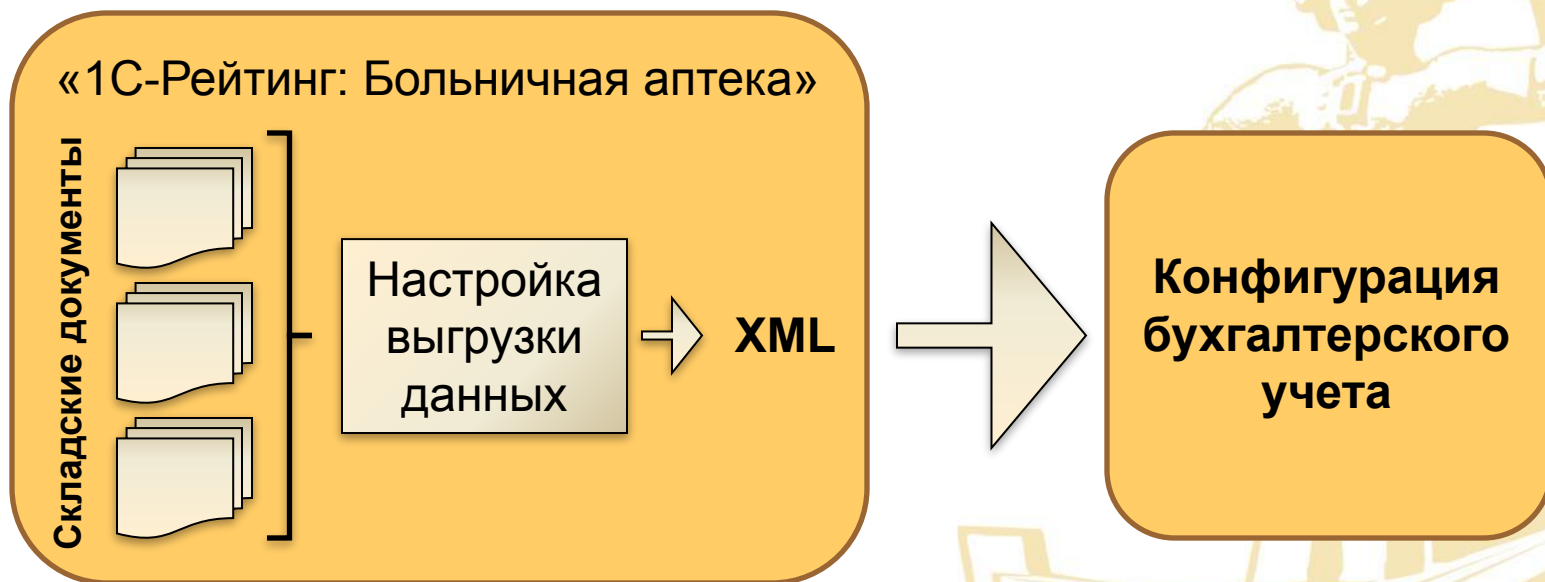 «1С-Рейтинг: Больничная аптека»
Складские документы
Настройка
выгрузки
данных
XML
Конфигурация
бухгалтерского
учета